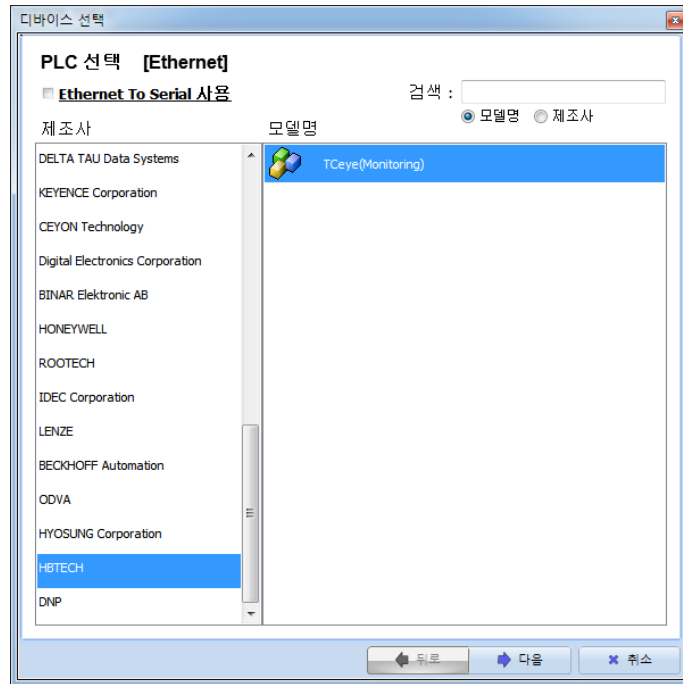 디바이스 선택
PLC 선택 [Ethernet]
Ethernet To Serial 사용
검색 :
모델명 제조사
제조사
DELTA TAU Data Systems
KEYENCE Corporation
CEYON Technology
Digital Electronics Corporation
BINAR Elektronic AB
HONEYWELL
ROOTECH
IDEC Corporation
LENZE
BECKHOFF Automation
ODVA
HYOSUNG Corporation
HBTECH
DNP
모델명
TCeye(Monitoring)
뒤로 다음 취소